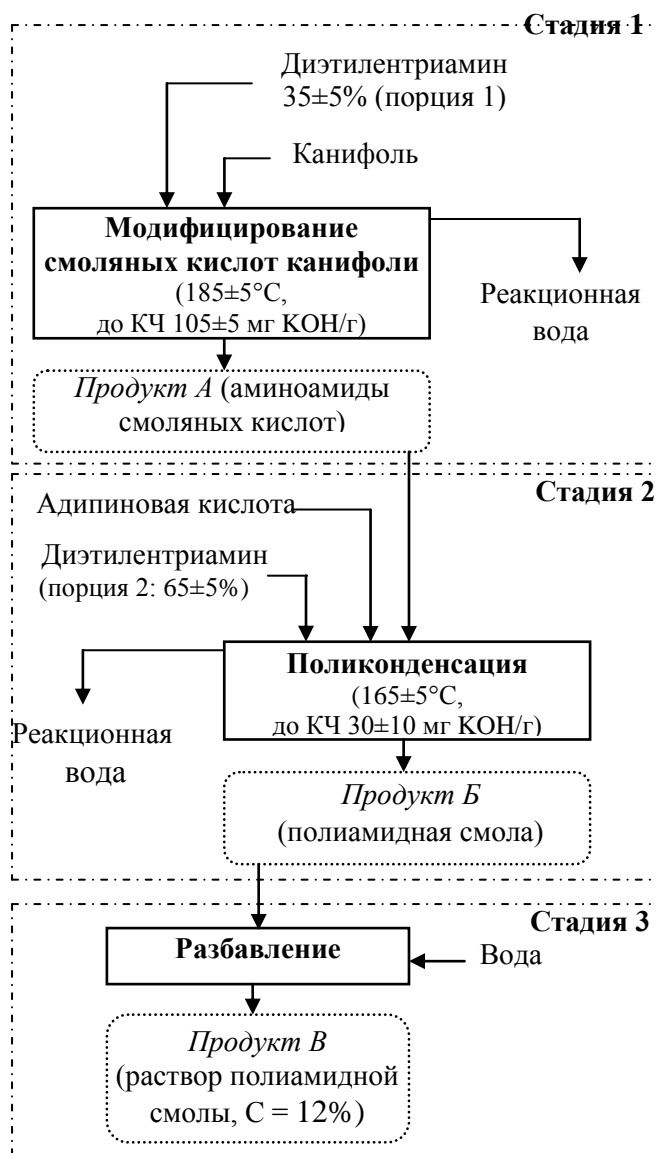 Стадия 1
Диэтилентриамин
35±5% (порция 1)
Канифоль
Модифицирование
смоляных кислот канифоли
(185±5°С,
до КЧ 105±5 мг KOH/г)
Реакционная
вода
Продукт А (аминоамиды
смоляных кислот)
Стадия 2
Адипиновая кислота
Диэтилентриамин
(порция 2: 65±5%)
Поликонденсация
(165±5°С,
до КЧ 30±10 мг KOH/г)
Реакционная
вода
Продукт Б
(полиамидная смола)
Стадия 3
Разбавление
Вода
Продукт В
(раствор полиамидной
смолы, С = 12%)